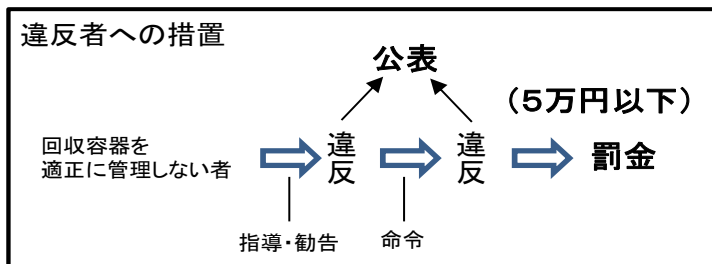 違反者への措置
公表
（５万円以下）
回収容器を
適正に管理しない者
違反
違反
罰金
指導・勧告
命令